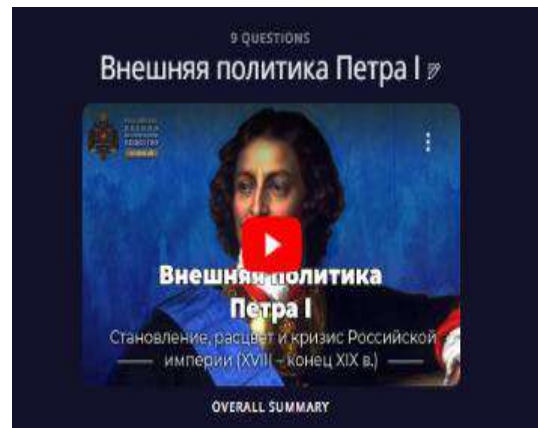 9 QUESTIONS
Внешняя политика Петра I
Внешняя политика
Петра I
Становление, расцвет и кризис Российской
империи (XVIII – конец XIX в.)
OVERALL SUMMARY